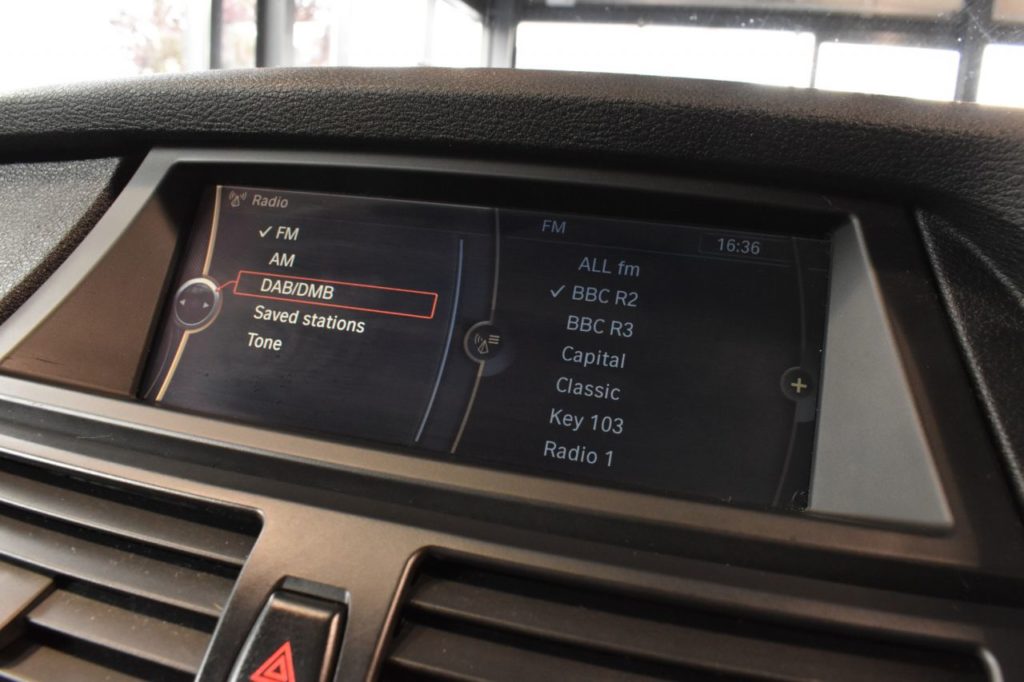 Radio
✓ FM
AM
DAB/DMB
Saved stations
Tone
FM
16:36
ALL fm
✓ BBC R2
BBC R3
Capital
Classic
Key 103
Radio 1
+